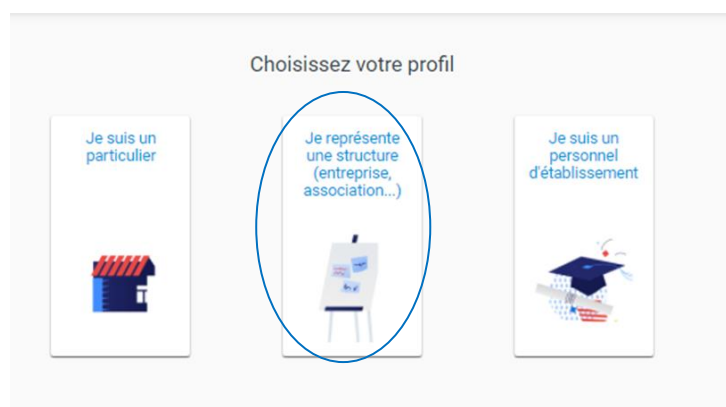 Choisissez votre profil
Je suis un
particulier
Je représente
une structure
(entreprise,
association...)
Je suis un
personnel
d'établissement